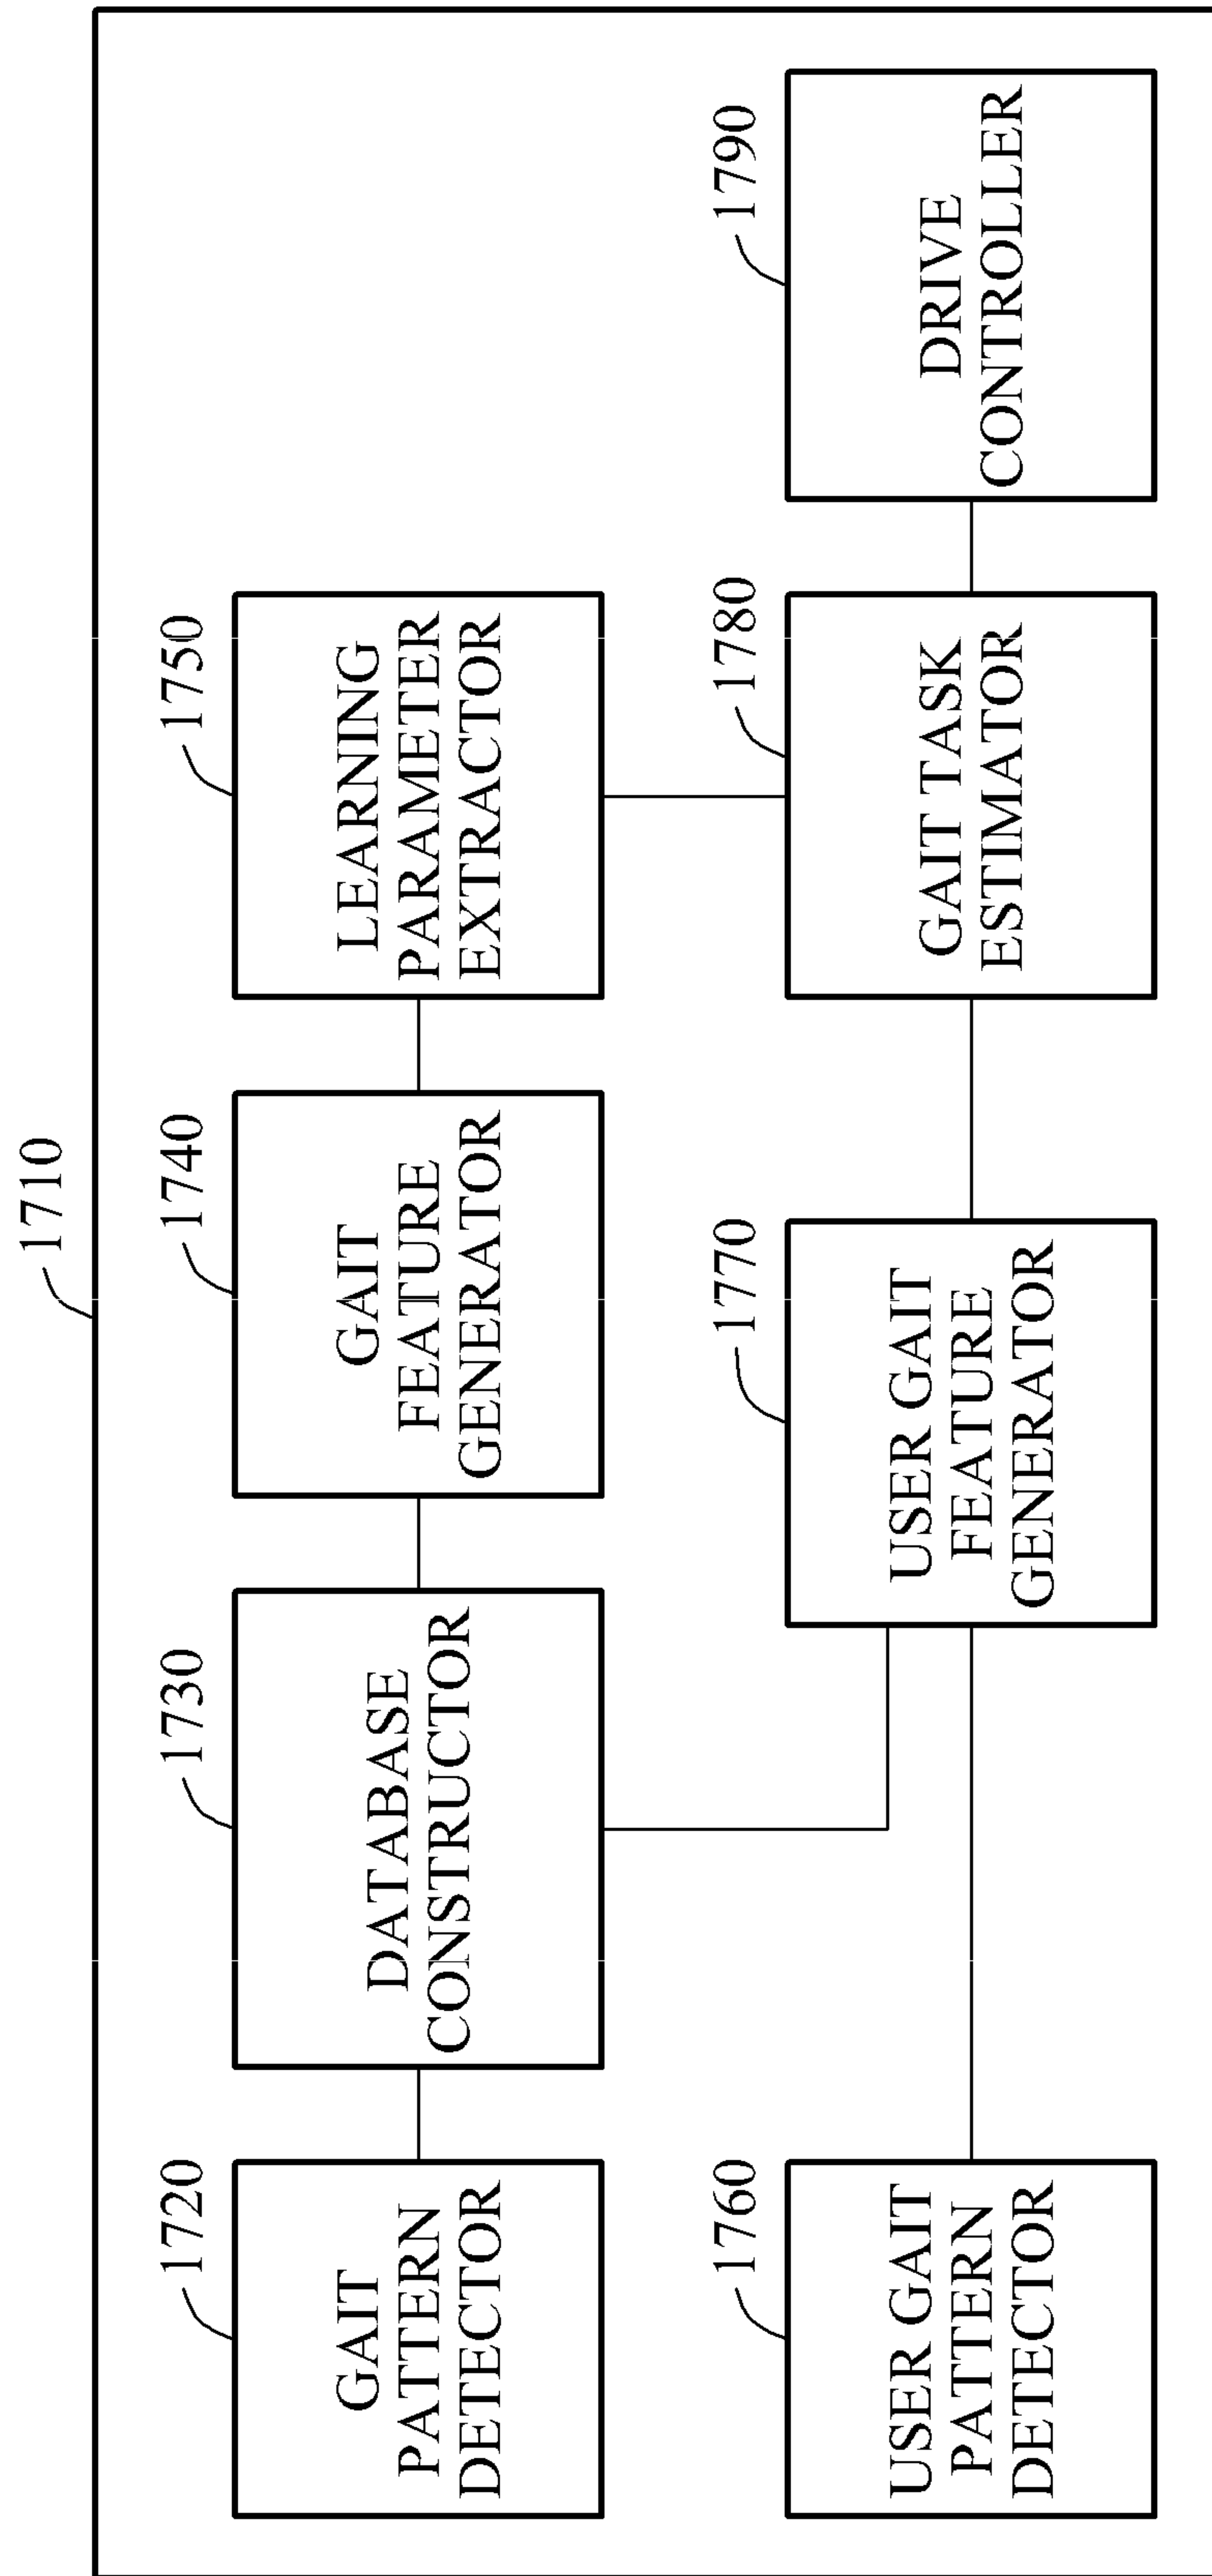 1710
1720
GAIT
PATTERN
DETECTOR
1730
DATABASE
CONSTRUCTOR
1740
GAIT
FEATURE
GENERATOR
1750
LEARNING
PARAMETER
EXTRACTOR
1760
USER GAIT
PATTERN
DETECTOR
1770
USER GAIT
FEATURE
GENERATOR
1780
GAIT TASK
ESTIMATOR
1790
DRIVE
CONTROLLER